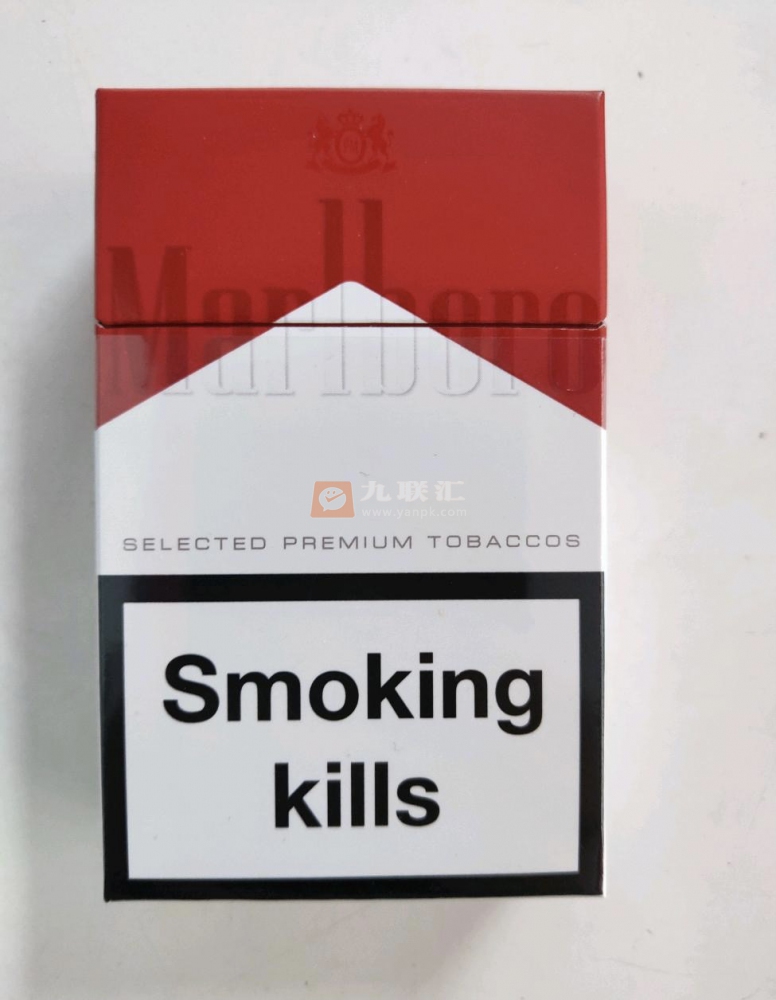 Marlboro
九联汇
www.yanpk.com
SELECTED PREMIUM TOBACCOS
Smoking
kills